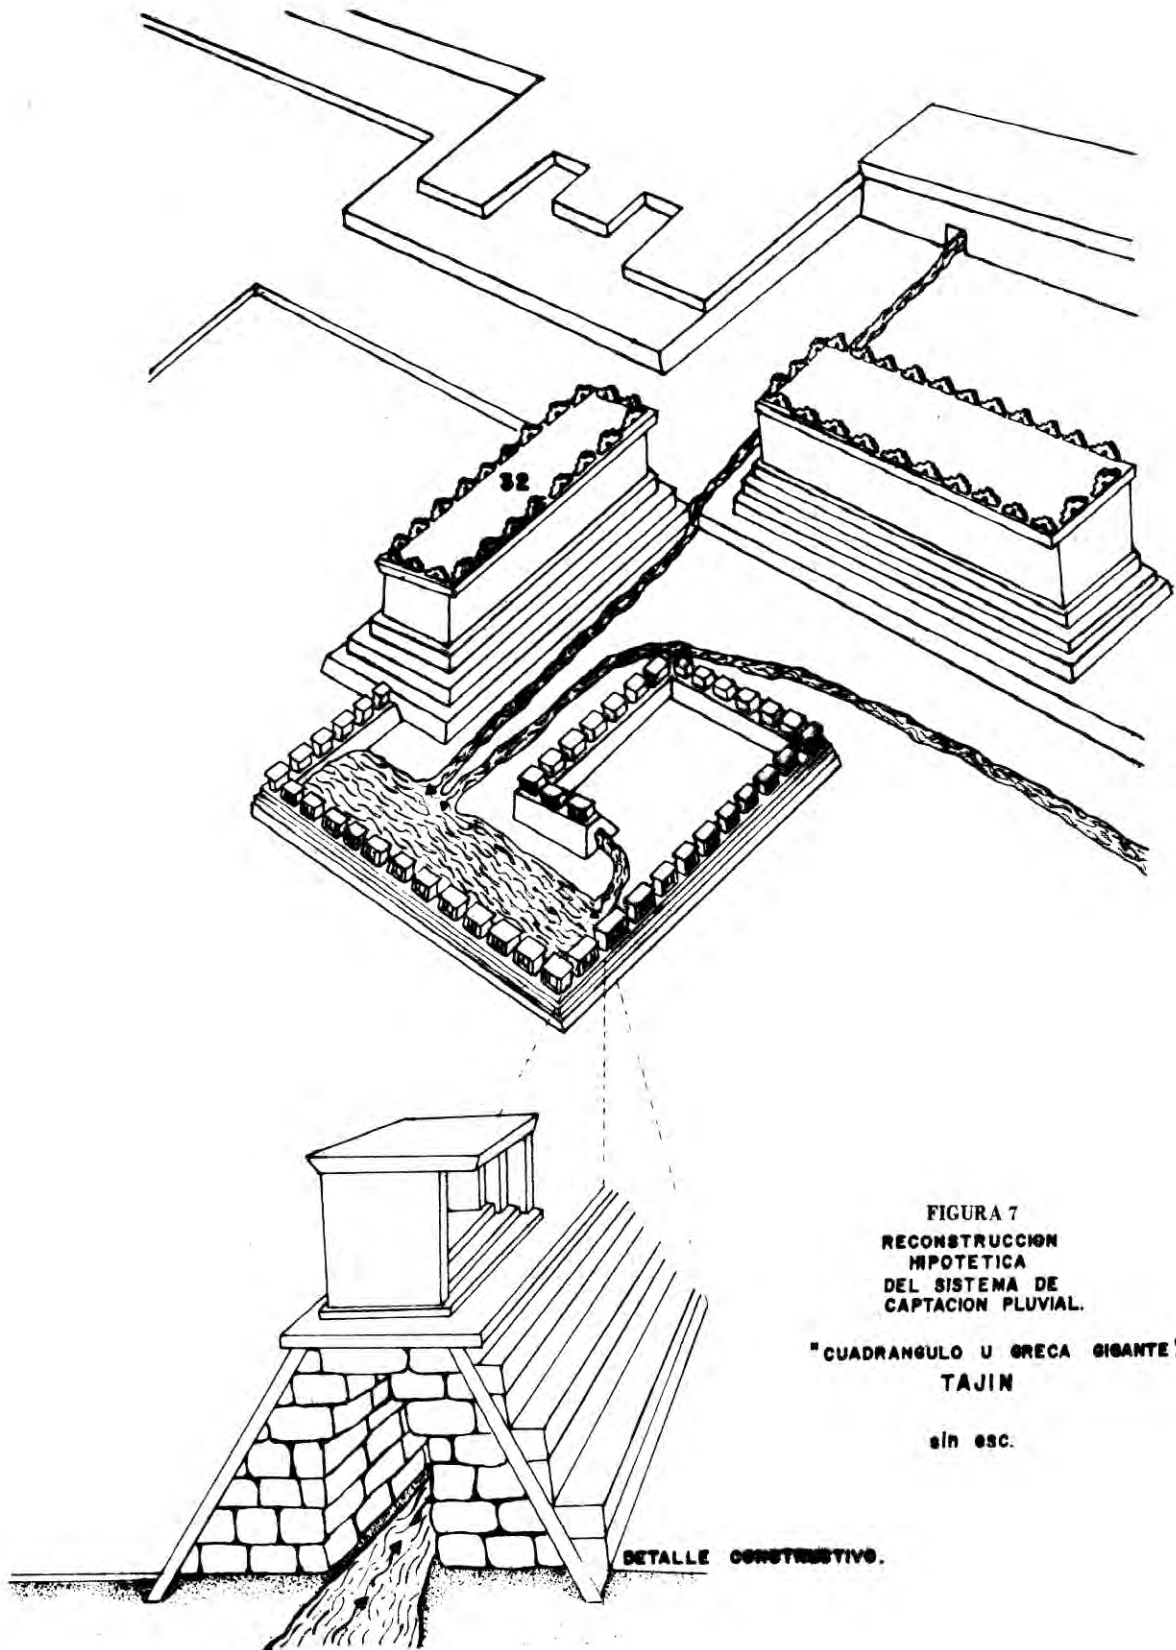 32
FIGURA 7
RECONSTRUCCION
HIPOTETICA
DEL SISTEMA DE
CAPTACION PLUVIAL.
"CUADRANGULO U GRECA GIGANTE"
TAJIN
sin esc.
DETALLE CONSTRUCTIVO.